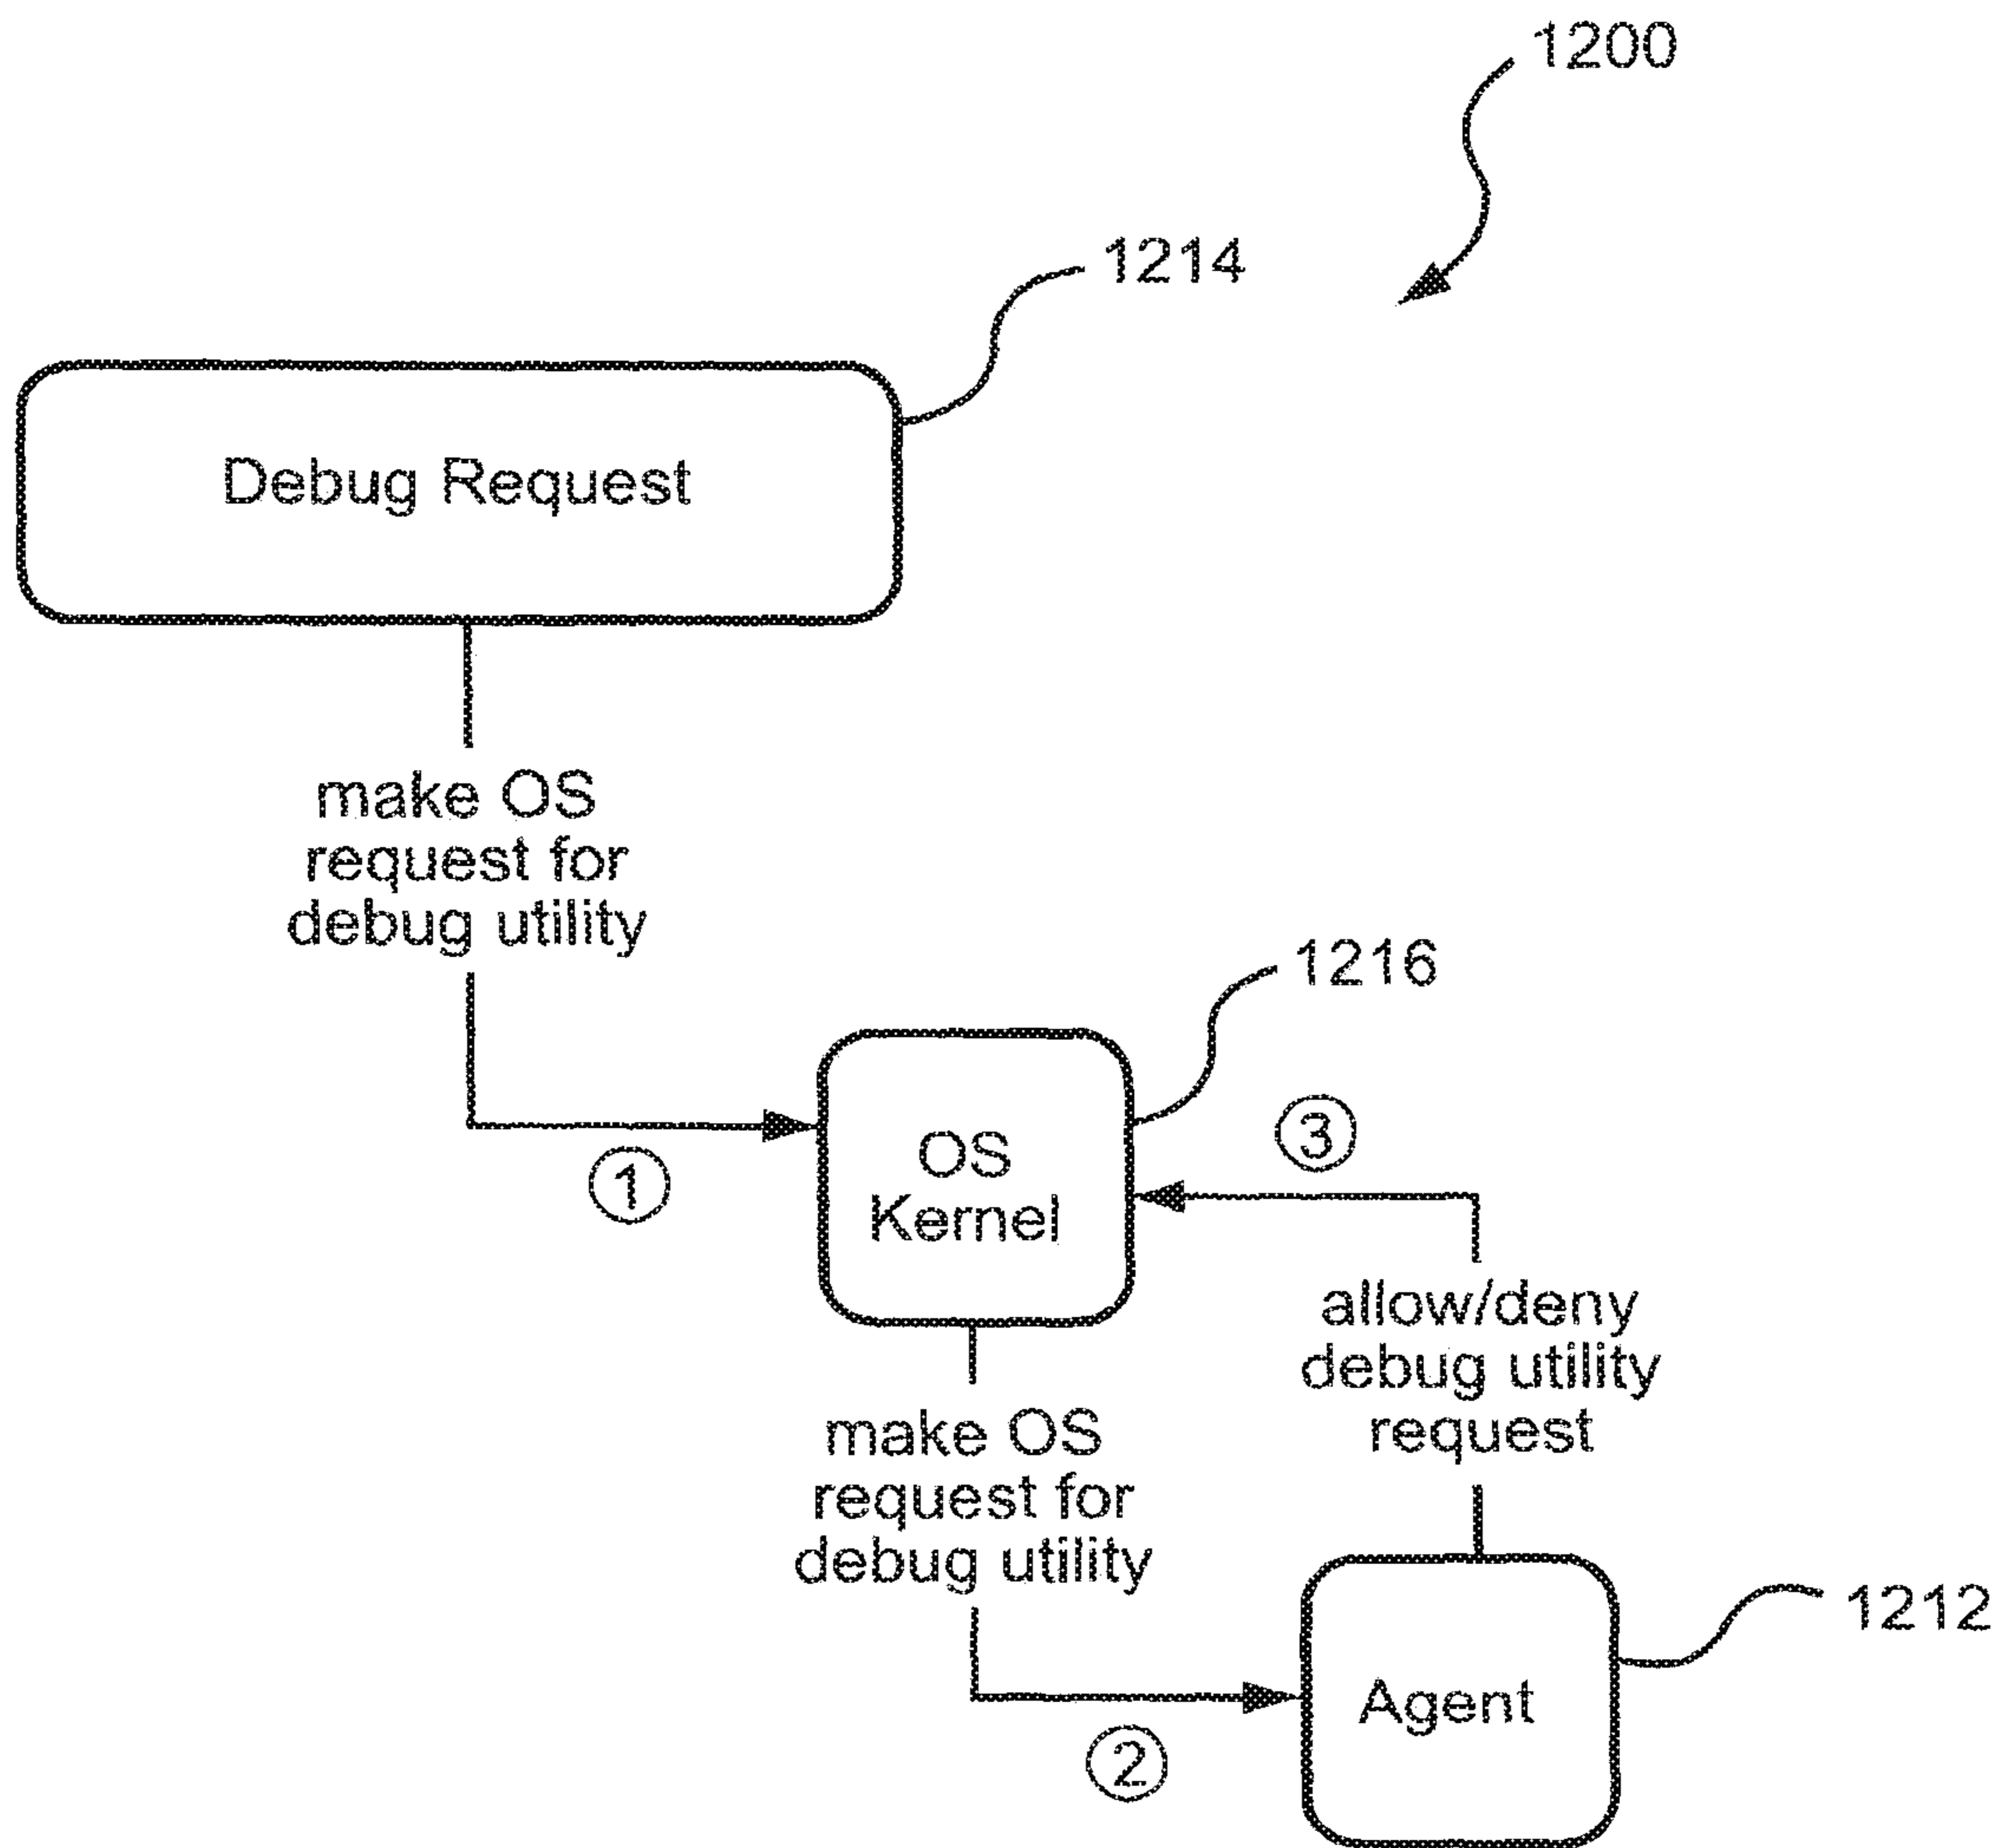 1200
1214
Debug Request
make OS
request for
debug utility
1216
OS
Kernel
①
③
allow/deny
debug utility
request
make OS
request for
debug utility
1212
Agent
②